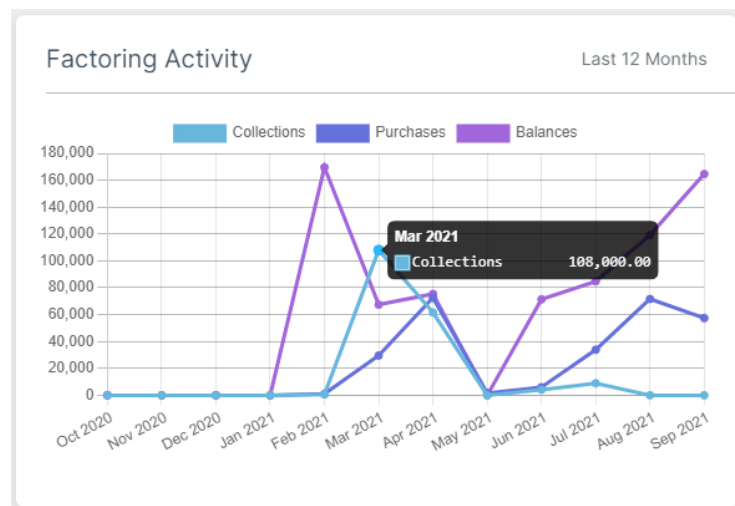 Factoring Activity
Last 12 Months
Collections Purchases Balances
180,000
160,000
140,000
120,000
100,000
80,000
60,000
40,000
20,000
0
Mar 2021
Collections 108,000.00
Oct 2020 Nov 2020 Dec 2020 Jan 2021 Feb 2021 Mar 2021 Apr 2021 May 2021 Jun 2021 Jul 2021 Aug 2021 Sep 2021